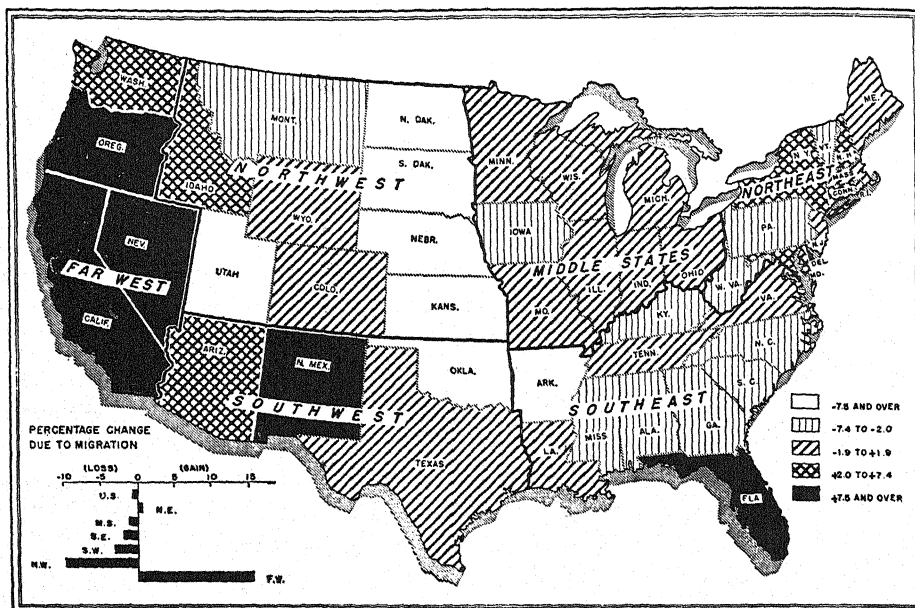 WASH.
OREG.
IDAHO
MONT.
NORTHWEST
WYO.
N. DAK.
S. DAK.
NEBR.
KANS.
NEV.
FAR WEST
CALIF.
UTAH
COLO.
ARIZ.
N. MEX.
SOUTHWEST
OKLA.
TEXAS
MINN.
WIS.
MICH.
IOWA
MIDDLE STATES
MO.
ILL.
IND.
OHIO
ME.
N. Y.
VT.
N. H.
MASS
CONN.
R.I.
NORTHEAST
PA.
N. J.
DEL
MD.
W. VA.
VA.
KY.
TENN.
N. C.
S. C.
ARK.
SOUTHEAST
LA.
MISS
ALA.
GA.
FLA
-7.5 AND OVER
-7.4 TO -2.0
-1.9 TO +1.9
+2.0 TO +7.4
+7.5 AND OVER
PERCENTAGE CHANGE
DUE TO MIGRATION
(LOSS) (GAIN)
-10 -5 0 5 10 15
U.S.
N.E.
M.S.
S.E.
S.W.
N.W.
F.W.